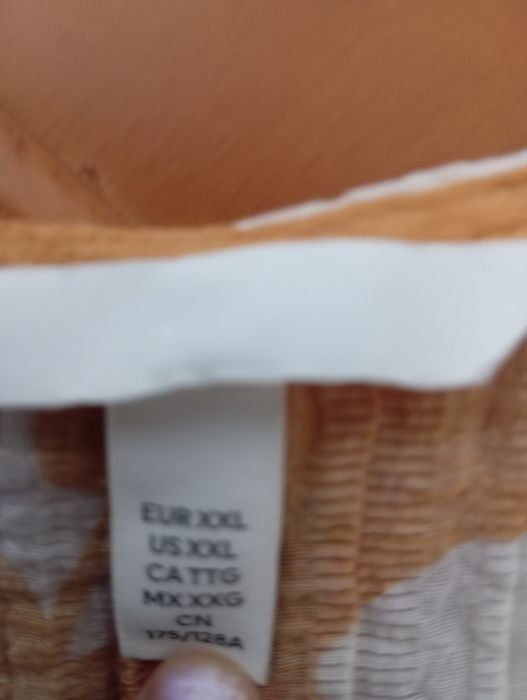 EUR XXL
US XXL
CA TTG
MX XXG
CN
175/128A